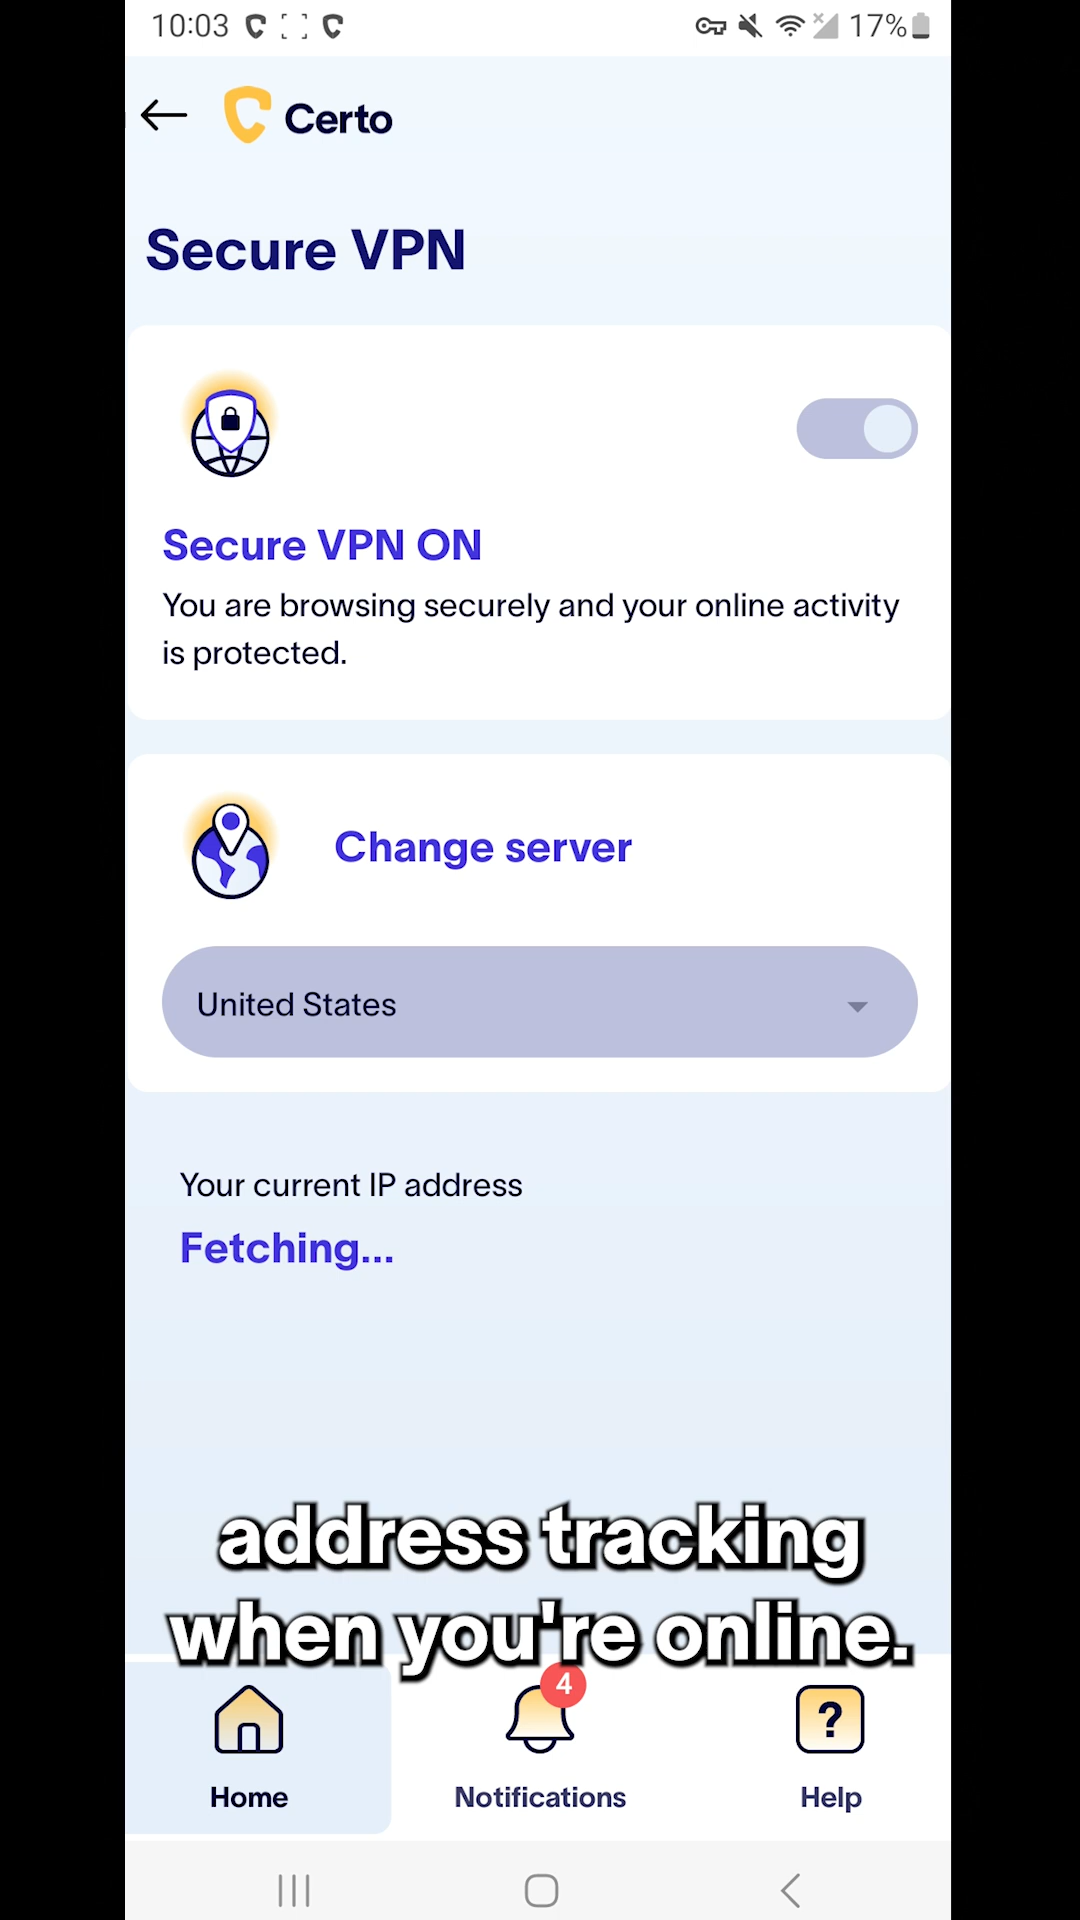 10:03
17%
Certo
Secure VPN
Secure VPN ON
You are browsing securely and your online activity
is protected.
Change server
United States
Your current IP address
Fetching...
address tracking
when you're online.
4
?
Home
Notifications
Help